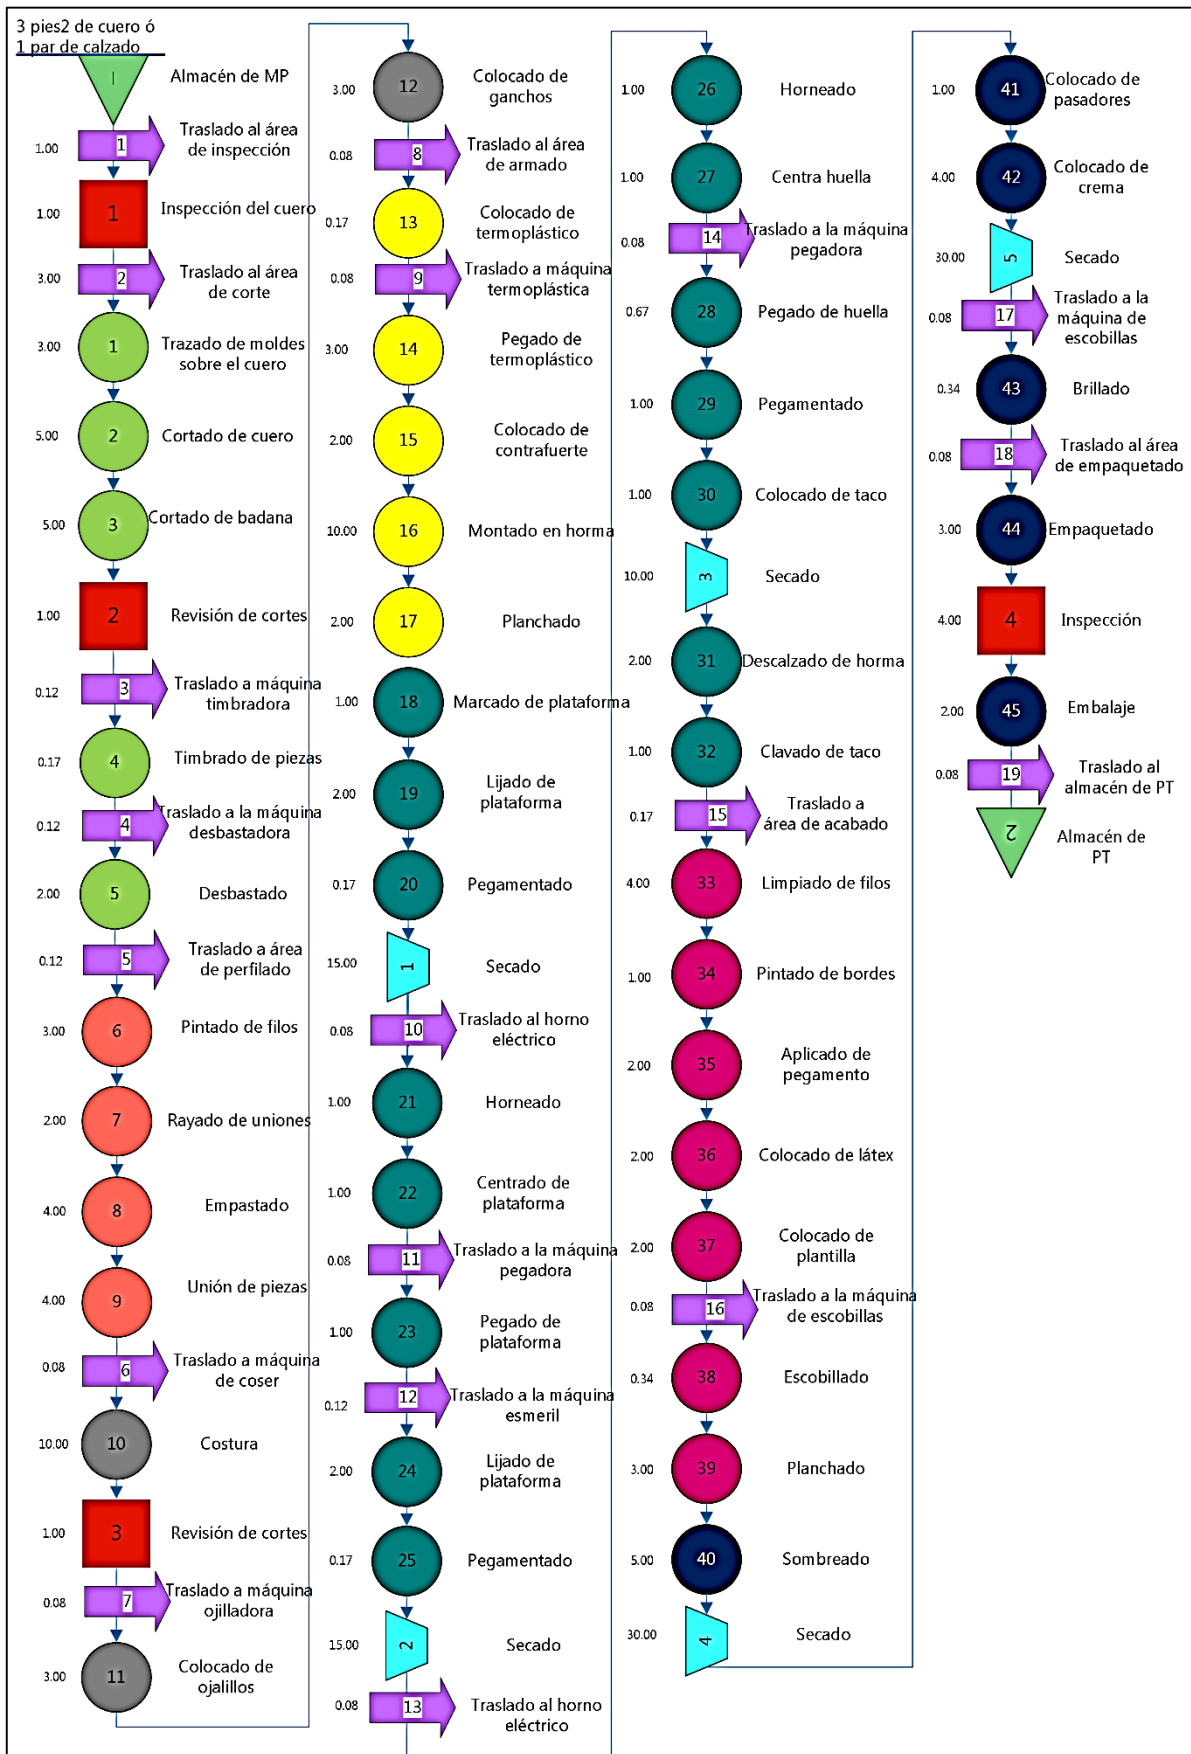 3 pies2 de cuero ó
1 par de calzado
I
Almacén de MP
1.00
1
Traslado al área
de inspección
1.00
1
Inspección del cuero
3.00
2
Traslado al área
de corte
3.00
1
Trazado de moldes
sobre el cuero
5.00
2
Cortado de cuero
5.00
3
Cortado de badana
1.00
2
Revisión de cortes
0.12
3
Traslado a máquina
timbradora
0.17
4
Timbrado de piezas
0.12
4
Traslado a la máquina
desbastadora
2.00
5
Desbastado
0.12
5
Traslado a área
de perfilado
3.00
6
Pintado de filos
2.00
7
Rayado de uniones
4.00
8
Empastado
4.00
9
Unión de piezas
0.08
6
Traslado a máquina
de coser
10.00
10
Costura
1.00
3
Revisión de cortes
0.08
7
Traslado a máquina
ojilladora
3.00
11
Colocado de
ojalillos
3.00
12
Colocado de
ganchos
0.08
8
Traslado al área
de armado
0.17
13
Colocado de
termoplástico
0.08
9
Traslado a máquina
termoplástica
3.00
14
Pegado de
termoplástico
2.00
15
Colocado de
contrafuerte
10.00
16
Montado en horma
2.00
17
Planchado
1.00
18
Marcado de plataforma
2.00
19
Lijado de
plataforma
0.17
20
Pegamentado
15.00
1
Secado
0.08
10
Traslado al horno
eléctrico
1.00
21
Horneado
1.00
22
Centrado de
plataforma
0.08
11
Traslado a la máquina
pegadora
1.00
23
Pegado de
plataforma
0.12
12
Traslado a la máquina
esmeril
2.00
24
Lijado de
plataforma
0.17
25
Pegamentado
15.00
2
Secado
0.08
13
Traslado al horno
eléctrico
1.00
26
Horneado
1.00
27
Centra huella
0.08
14
Traslado a la máquina
pegadora
0.67
28
Pegado de huella
1.00
29
Pegamentado
1.00
30
Colocado de taco
10.00
3
Secado
2.00
31
Descalzado de horma
1.00
32
Clavado de taco
0.17
15
Traslado a
área de acabado
4.00
33
Limpiado de filos
1.00
34
Pintado de bordes
2.00
35
Aplicado de
pegamento
2.00
36
Colocado de látex
2.00
37
Colocado de
plantilla
0.08
16
Traslado a la máquina
de escobillas
0.34
38
Escobillado
3.00
39
Planchado
5.00
40
Sombreado
30.00
4
Secado
1.00
41
Colocado de
pasadores
4.00
42
Colocado de
crema
30.00
5
Secado
0.08
17
Traslado a la
máquina de
escobillas
0.34
43
Brillado
0.08
18
Traslado al área
de empaquetado
3.00
44
Empaquetado
4.00
4
Inspección
2.00
45
Embalaje
0.08
19
Traslado al
almacén de PT
2
Almacén de
PT